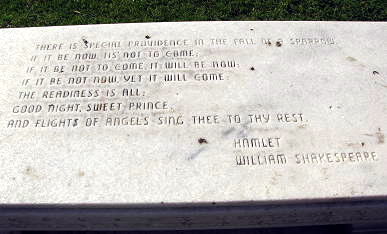 THERE IS SPECIAL PROVIDENCE IN THE FALL OF A SPARROW.
IF IT BE NOW, 'TIS NOT TO COME;
IF IT BE NOT TO COME, IT WILL BE NOW;
IF IT BE NOT NOW, YET IT WILL COME:
THE READINESS IS ALL;
GOOD NIGHT, SWEET PRINCE,
AND FLIGHTS OF ANGELS SING THEE TO THY REST.
HAMLET
WILLIAM SHAKESPEARE